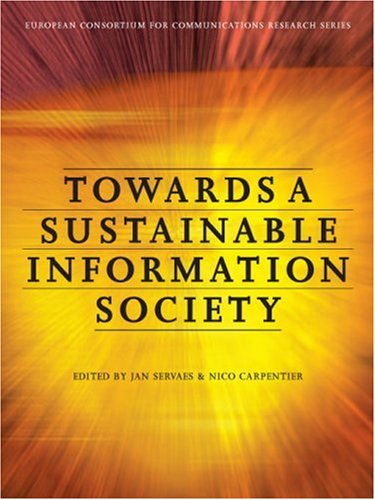 EUROPEAN CONSORTIUM FOR COMMUNICATIONS RESEARCH SERIES
TOWARDS A
SUSTAINABLE
INFORMATION
SOCIETY
EDITED BY JAN SERVAES & NICO CARPENTIER